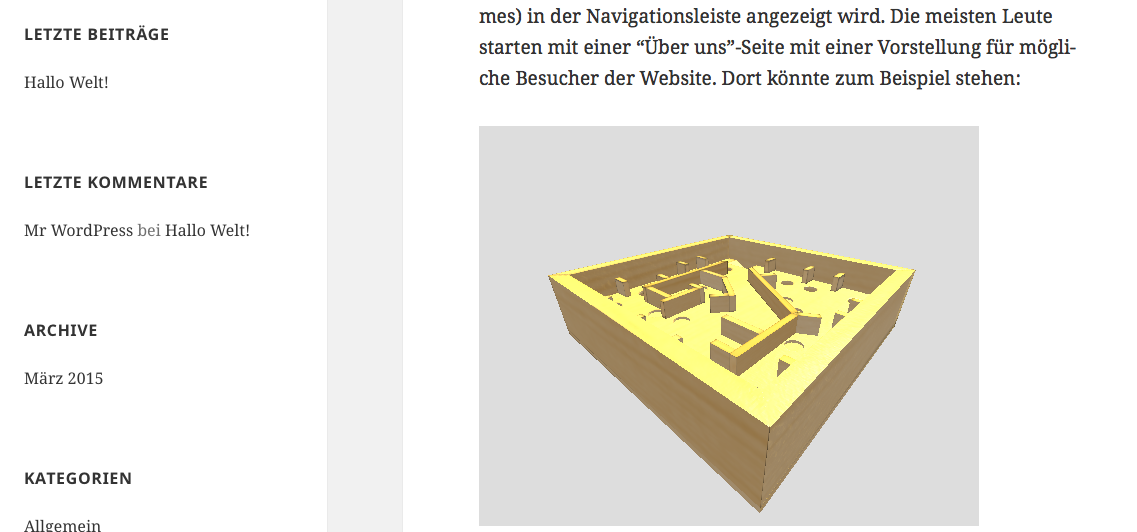 LETZTE BEITRÄGE
Hallo Welt!
LETZTE KOMMENTARE
Mr WordPress bei Hallo Welt!
ARCHIVE
März 2015
KATEGORIEN
Allgemein
mes) in der Navigationsleiste angezeigt wird. Die meisten Leute
starten mit einer “Über uns”-Seite mit einer Vorstellung für mögli-
che Besucher der Website. Dort könnte zum Beispiel stehen: